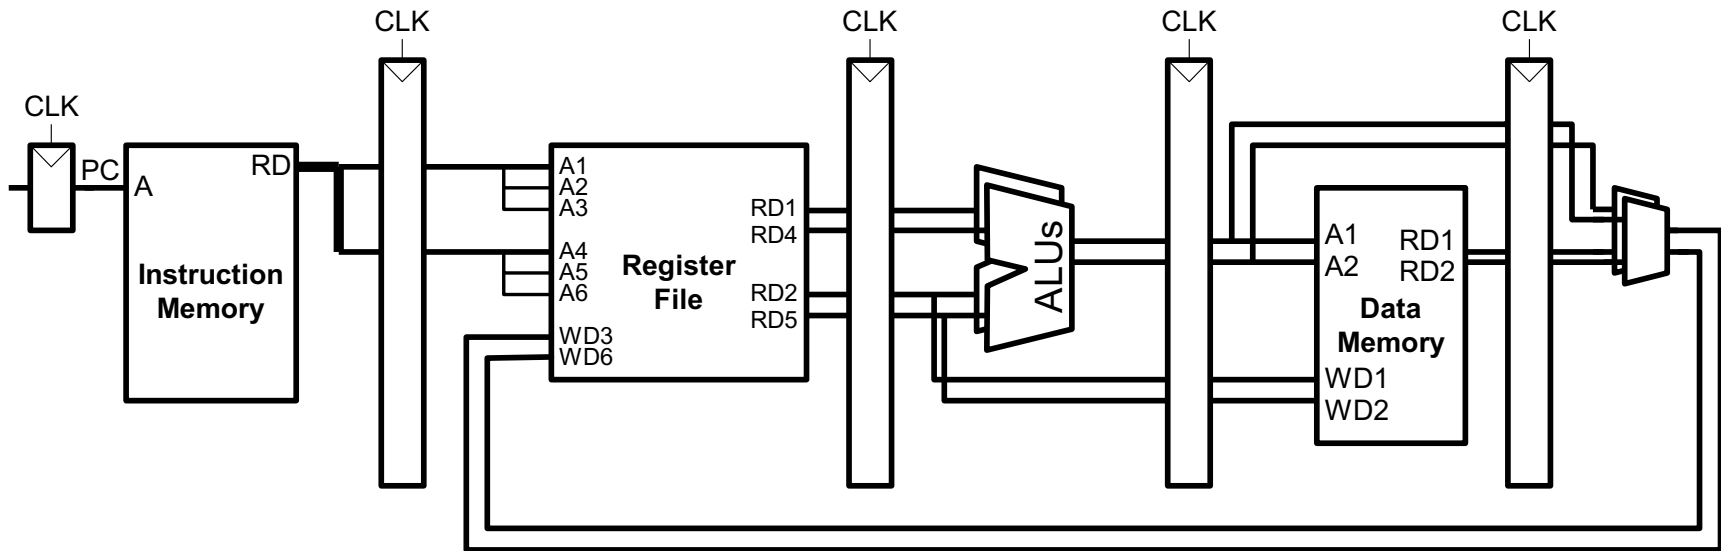 CLK
CLK
CLK
CLK
CLK
PC
A
RD
Instruction
Memory
A1
A2
A3
A4
A5
A6
WD3
WD6
Register
File
RD1
RD4
RD2
RD5
ALUs
A1
A2
RD1
RD2
Data
Memory
WD1
WD2